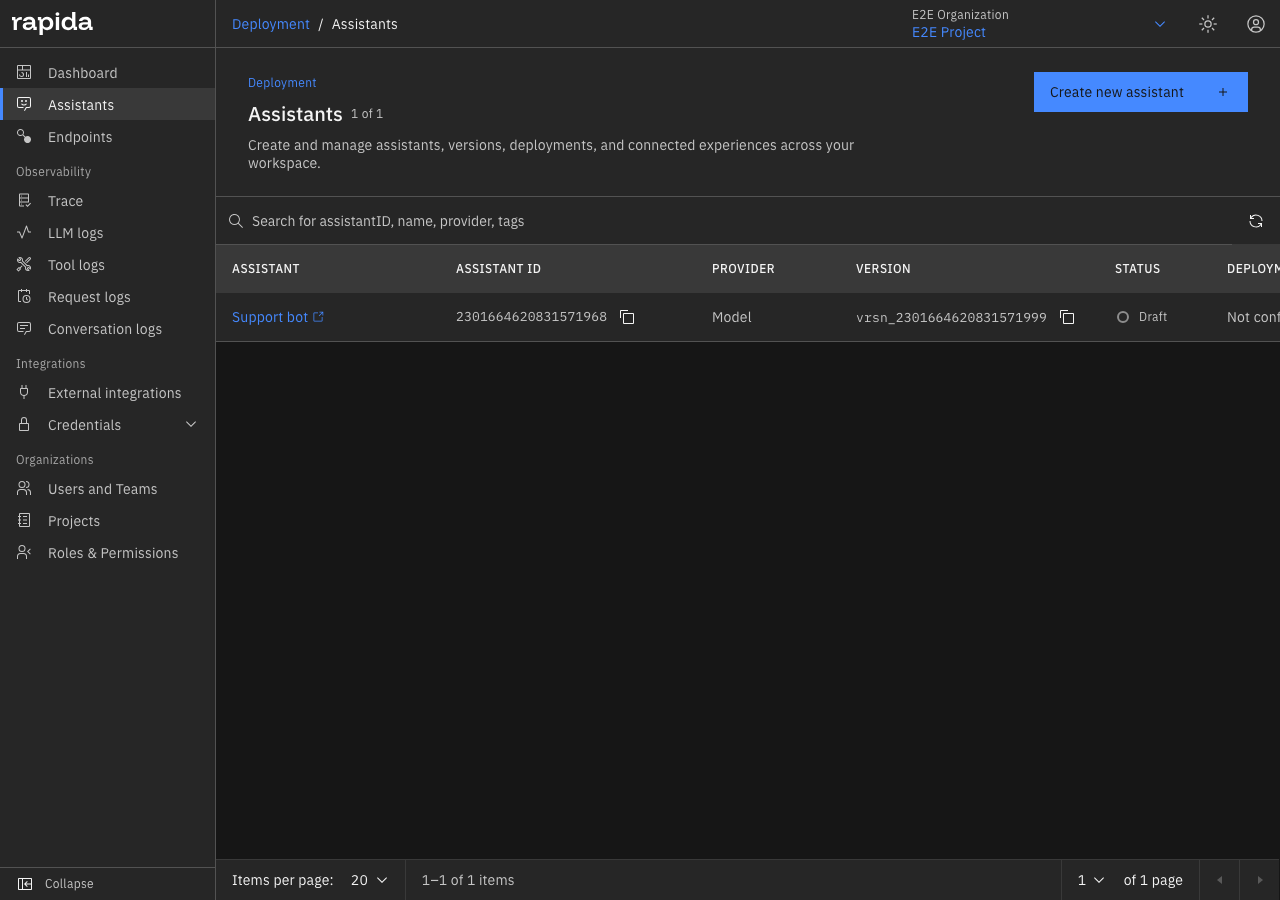 rapida
Deployment / Assistants
E2E Organization
E2E Project
Dashboard
Assistants
Endpoints
Observability
Trace
LLM logs
Tool logs
Request logs
Conversation logs
Integrations
External integrations
Credentials
Organizations
Users and Teams
Projects
Roles & Permissions
Collapse
Deployment
Assistants 1 of 1
Create and manage assistants, versions, deployments, and connected experiences across your
workspace.
Create new assistant +
Search for assistantID, name, provider, tags
ASSISTANT ASSISTANT ID PROVIDER VERSION STATUS DEPLOYM
Support bot 2301664620831571968 Model vrsn_2301664620831571999 Draft Not conf
Items per page: 20 1–1 of 1 items 1 of 1 page